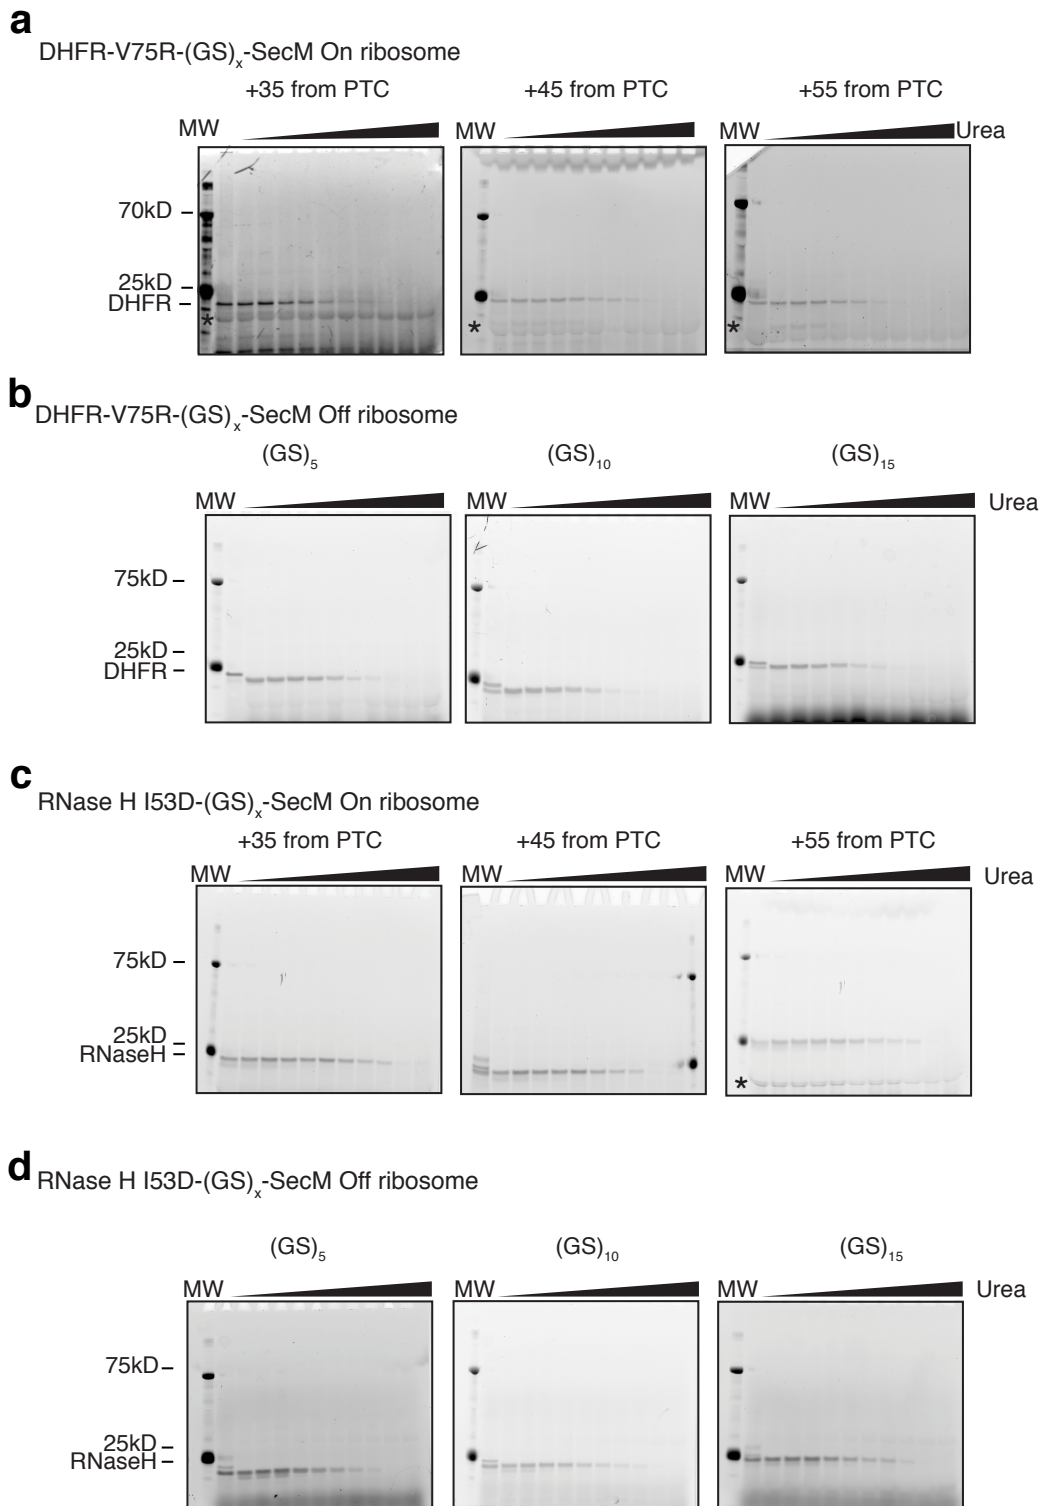 a
DHFR-V75R-(GS)x-SecM On ribosome
+35 from PTC +45 from PTC +55 from PTC
MW MW MW Urea
70kD –
25kD –
DHFR –
* * *
b
DHFR-V75R-(GS)x-SecM Off ribosome
(GS)5 (GS)10 (GS)15
MW MW MW Urea
75kD –
25kD –
DHFR –
c
RNase H I53D-(GS)x-SecM On ribosome
+35 from PTC +45 from PTC +55 from PTC
MW MW MW Urea
75kD –
25kD –
RNaseH –
*
d
RNase H I53D-(GS)x-SecM Off ribosome
(GS)5 (GS)10 (GS)15
MW MW MW Urea
75kD –
25kD –
RNaseH –